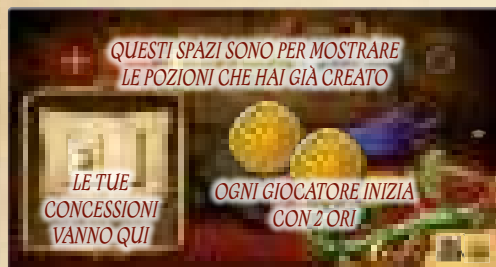 QUESTI SPAZI SONO PER MOSTRARE
LE POZIONI CHE HAI GIÀ CREATO
LE TUE
CONCESSIONI
VANNO QUI
OGNI GIOCATORE INIZIA
CON 2 ORI